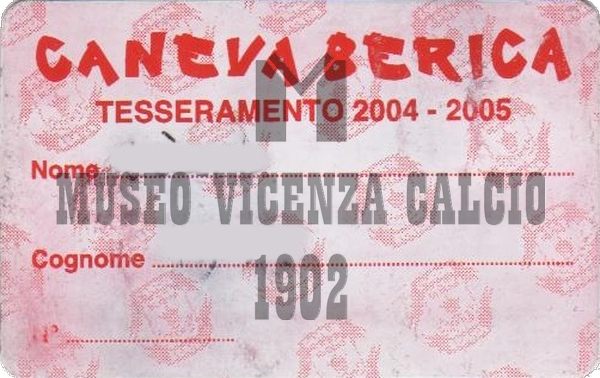 CANEVA BERICA
M
TESSERAMENTO 2004 - 2005
Nome
MUSEO VICENZA CALCIO
Cognome
1902
N°